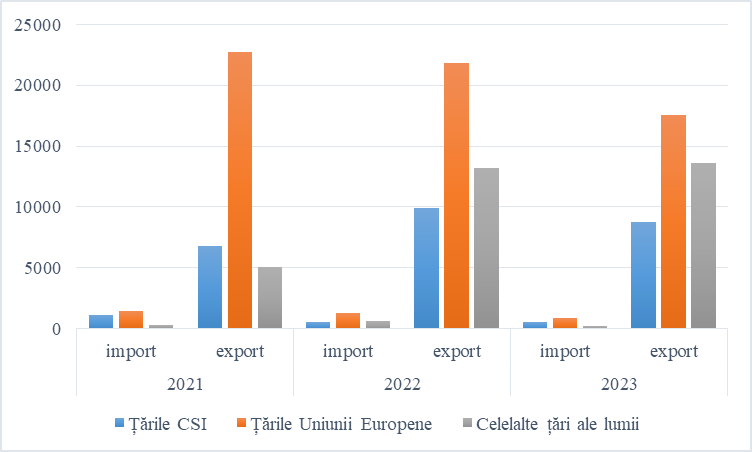 25000
20000
15000
10000
5000
0
import export import export import export
2021 2022 2023
Țările CSI Țările Uniunii Europene Celelalte țări ale lumii